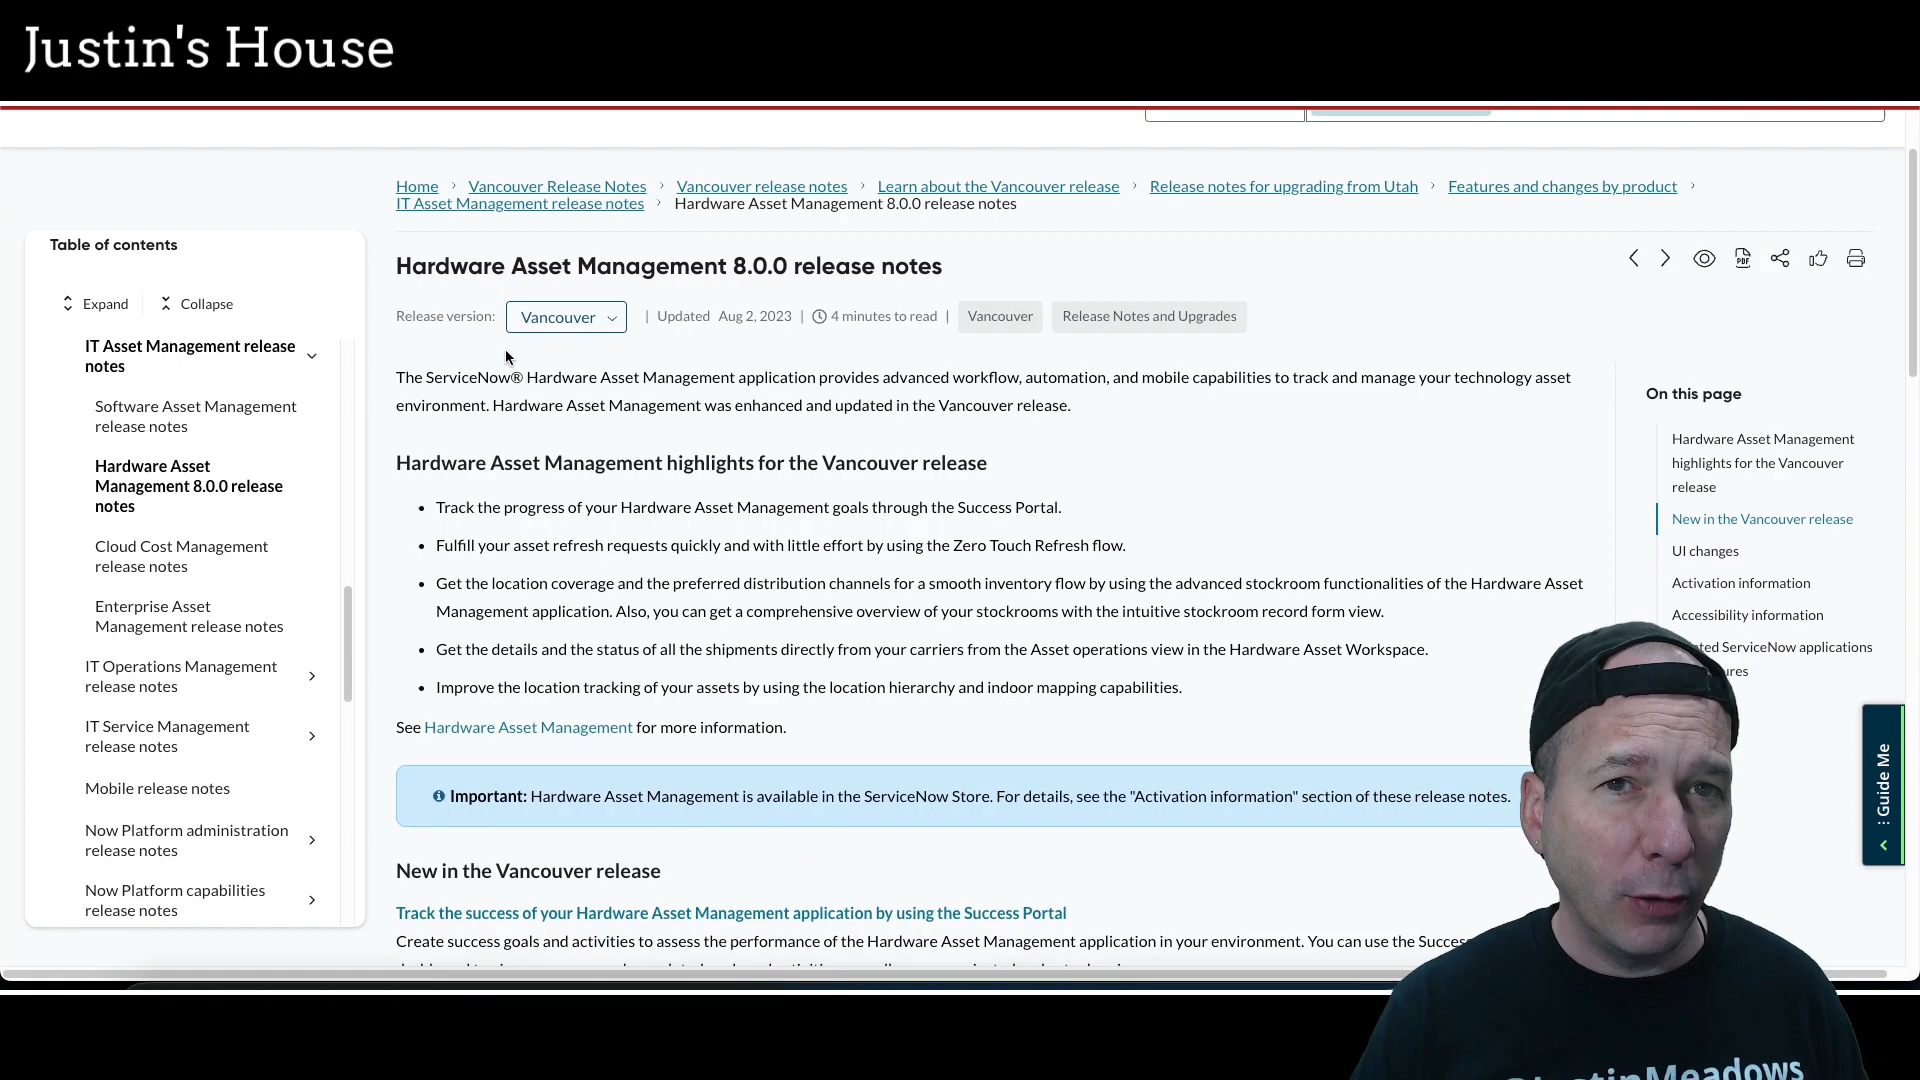 Justin's House
Home > Vancouver Release Notes > Vancouver release notes > Learn about the Vancouver release > Release notes for upgrading from Utah > Features and changes by product >
IT Asset Management release notes > Hardware Asset Management 8.0.0 release notes
Table of contents
Expand
Collapse
IT Asset Management release
notes
Software Asset Management
release notes
Hardware Asset
Management 8.0.0 release
notes
Cloud Cost Management
release notes
Enterprise Asset
Management release notes
IT Operations Management
release notes
IT Service Management
release notes
Mobile release notes
Now Platform administration
release notes
Now Platform capabilities
release notes
Hardware Asset Management 8.0.0 release notes
PDF
Release version: Vancouver | Updated Aug 2, 2023 | 4 minutes to read | Vancouver Release Notes and Upgrades
The ServiceNow® Hardware Asset Management application provides advanced workflow, automation, and mobile capabilities to track and manage your technology asset
environment. Hardware Asset Management was enhanced and updated in the Vancouver release.
Hardware Asset Management highlights for the Vancouver release
• Track the progress of your Hardware Asset Management goals through the Success Portal.
• Fulfill your asset refresh requests quickly and with little effort by using the Zero Touch Refresh flow.
• Get the location coverage and the preferred distribution channels for a smooth inventory flow by using the advanced stockroom functionalities of the Hardware Asset
Management application. Also, you can get a comprehensive overview of your stockrooms with the intuitive stockroom record form view.
• Get the details and the status of all the shipments directly from your carriers from the Asset operations view in the Hardware Asset Workspace.
• Improve the location tracking of your assets by using the location hierarchy and indoor mapping capabilities.
See Hardware Asset Management for more information.
Important: Hardware Asset Management is available in the ServiceNow Store. For details, see the "Activation information" section of these release notes.
New in the Vancouver release
Track the success of your Hardware Asset Management application by using the Success Portal
Create success goals and activities to assess the performance of the Hardware Asset Management application in your environment. You can use the Succes
On this page
Hardware Asset Management
highlights for the Vancouver
release
New in the Vancouver release
UI changes
Activation information
Accessibility information
ted ServiceNow applications
ures
Guide Me
JustinMeadows